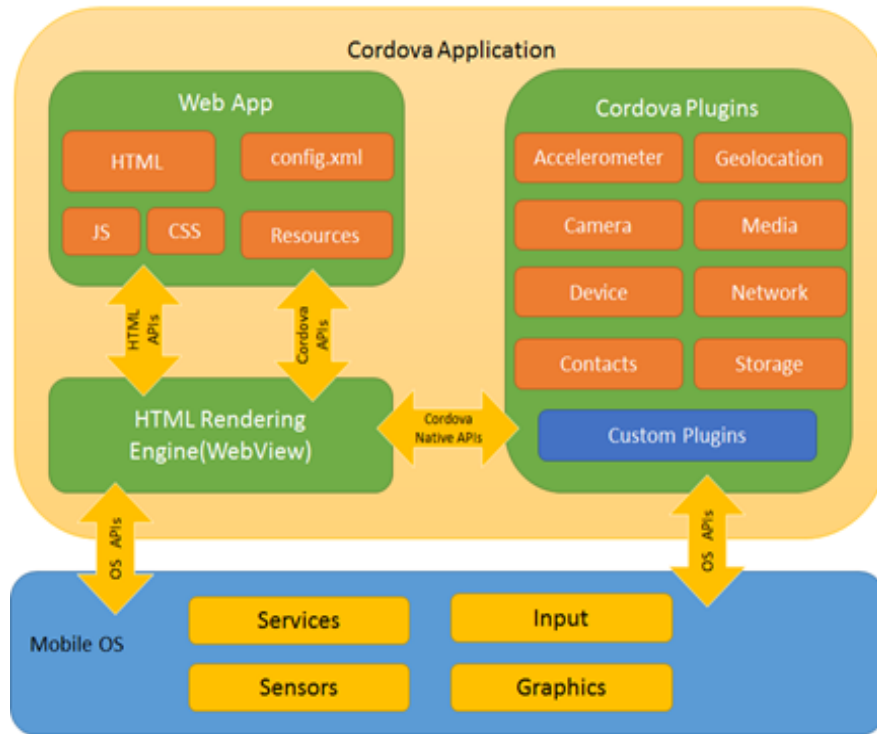 Cordova Application
Web App
HTML
config.xml
JS
CSS
Resources
HTML
APIs
Cordova
APIs
HTML Rendering
Engine(WebView)
Cordova
Native APIs
Cordova Plugins
Accelerometer
Geolocation
Camera
Media
Device
Network
Contacts
Storage
Custom Plugins
OS APIs
OS APIs
Mobile OS
Services
Input
Sensors
Graphics